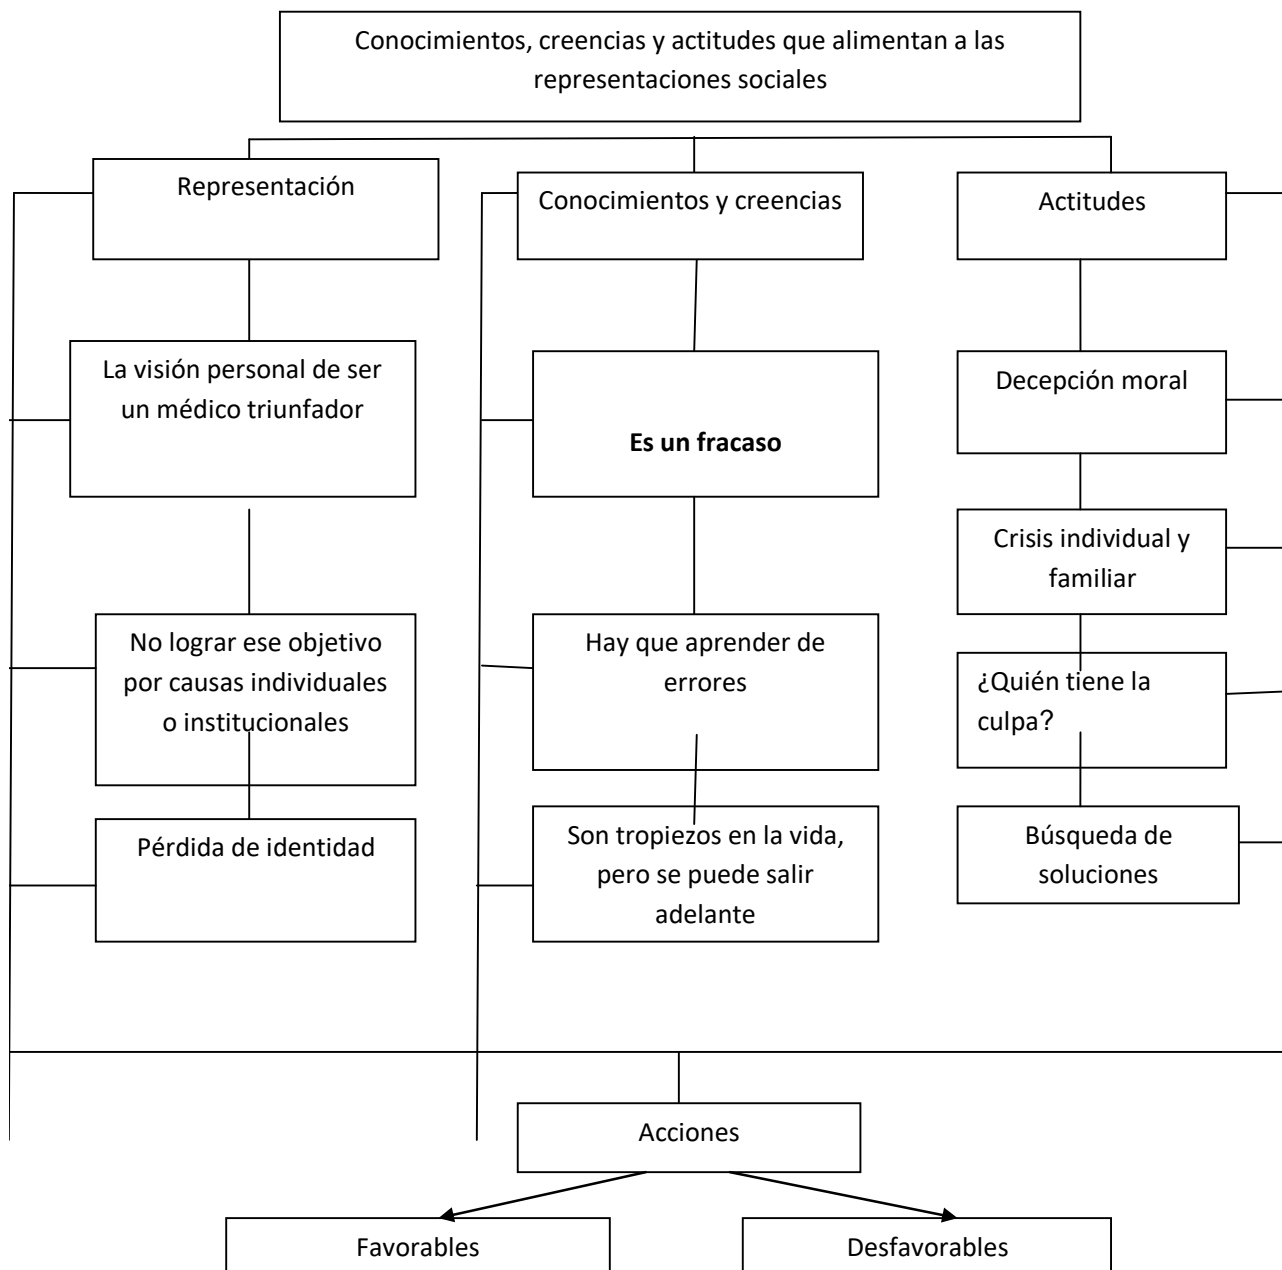 Conocimientos, creencias y actitudes que alimentan a las
representaciones sociales
Representación
Conocimientos y creencias
Actitudes
La visión personal de ser
un médico triunfador
Es un fracaso
Decepción moral
Crisis individual y
familiar
No lograr ese objetivo
por causas individuales
o institucionales
Hay que aprender de
errores
¿Quién tiene la
culpa?
Pérdida de identidad
Son tropiezos en la vida,
pero se puede salir
adelante
Búsqueda de
soluciones
Acciones
Favorables
Desfavorables